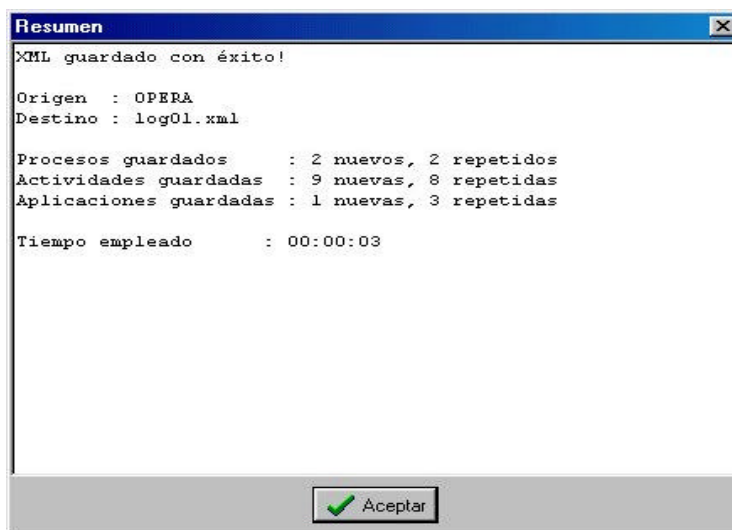 Resumen
XML guardado con éxito!
Origen : OPERA
Destino : log01.xml
Procesos guardados : 2 nuevos, 2 repetidos
Actividades guardadas : 9 nuevas, 8 repetidas
Aplicaciones guardadas : 1 nuevas, 3 repetidas
Tiempo empleado : 00:00:03
Aceptar